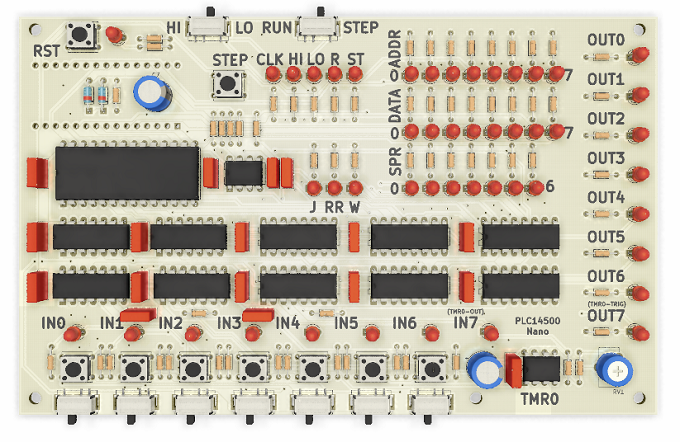 HI LO RUN STEP
RST
STEP CLK HI LO R ST
ADDR
0 7
DATA
0 7
SPR
0 6
J RR W
OUT0
OUT1
OUT2
OUT3
OUT4
OUT5
OUT6
(TMR0-TRIG)
OUT7
IN0 IN1 IN2 IN3 IN4 IN5 IN6 IN7
(TMR0-OUT)
PLC14500
Nano
TMR0
RV1